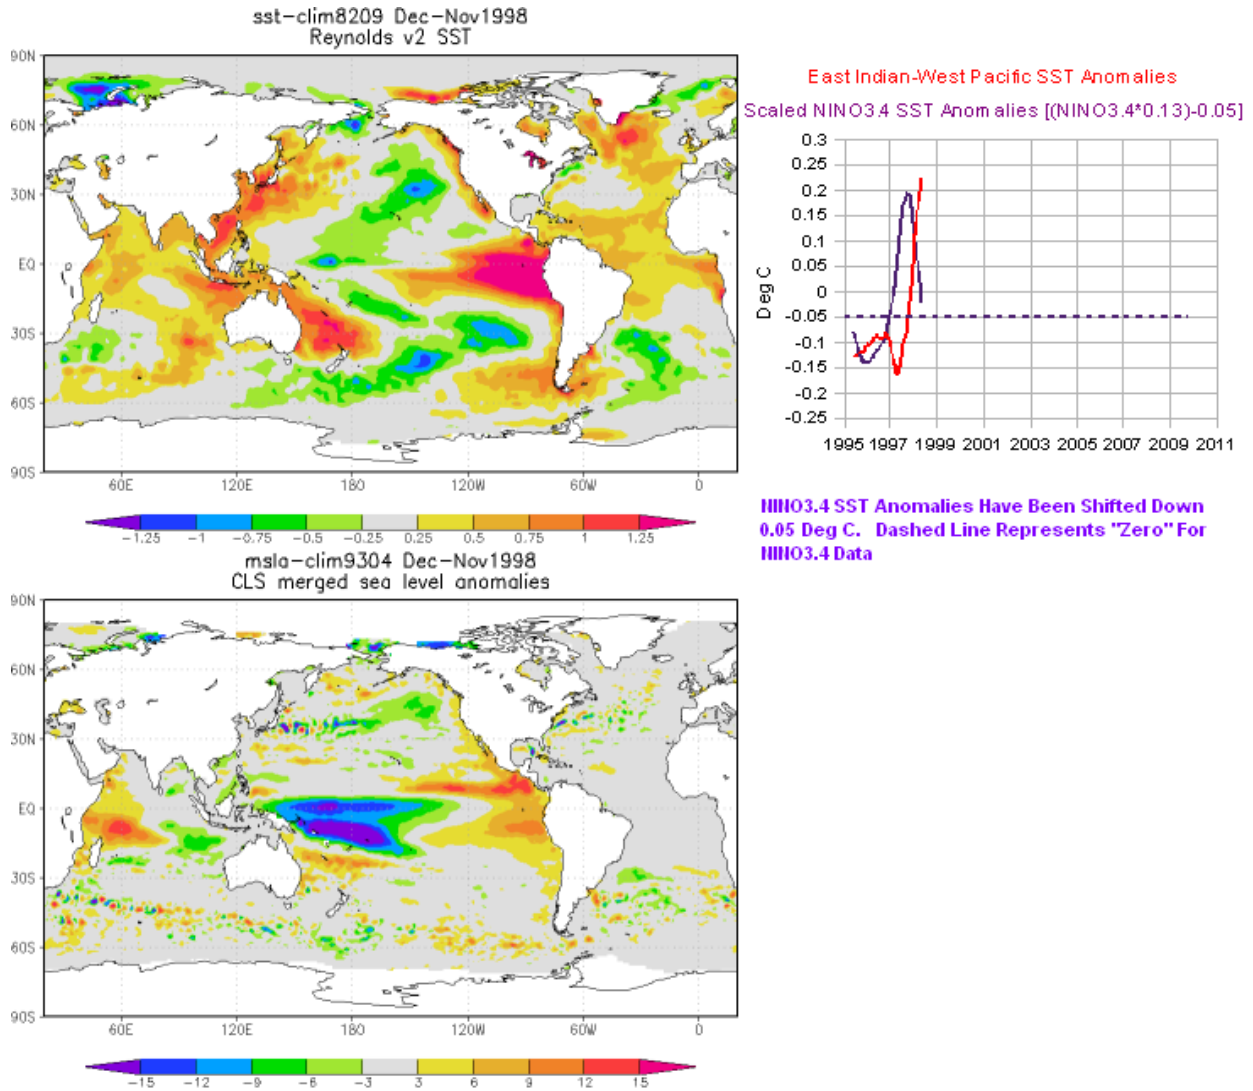 sst-clim8209 Dec-Nov1998
Reynolds v2 SST
90N
60N
30N
EQ
30S
60S
90S
60E 120E 180 120W 60W 0
-1.25 -1 -0.75 -0.5 -0.25 0.25 0.5 0.75 1 1.25
East Indian-West Pacific SST Anomalies
Scaled NINO3.4 SST Anomalies [(NINO3.4*0.13)-0.05]
Deg C
0.3
0.25
0.2
0.15
0.1
0.05
0
-0.05
-0.1
-0.15
-0.2
-0.25
1995 1997 1999 2001 2003 2005 2007 2009 2011
NINO3.4 SST Anomalies Have Been Shifted Down
0.05 Deg C. Dashed Line Represents "Zero" For
NINO3.4 Data
msla-clim9304 Dec-Nov1998
CLS merged sea level anomalies
90N
60N
30N
EQ
30S
60S
90S
60E 120E 180 120W 60W 0
-15 -12 -9 -6 -3 3 6 9 12 15